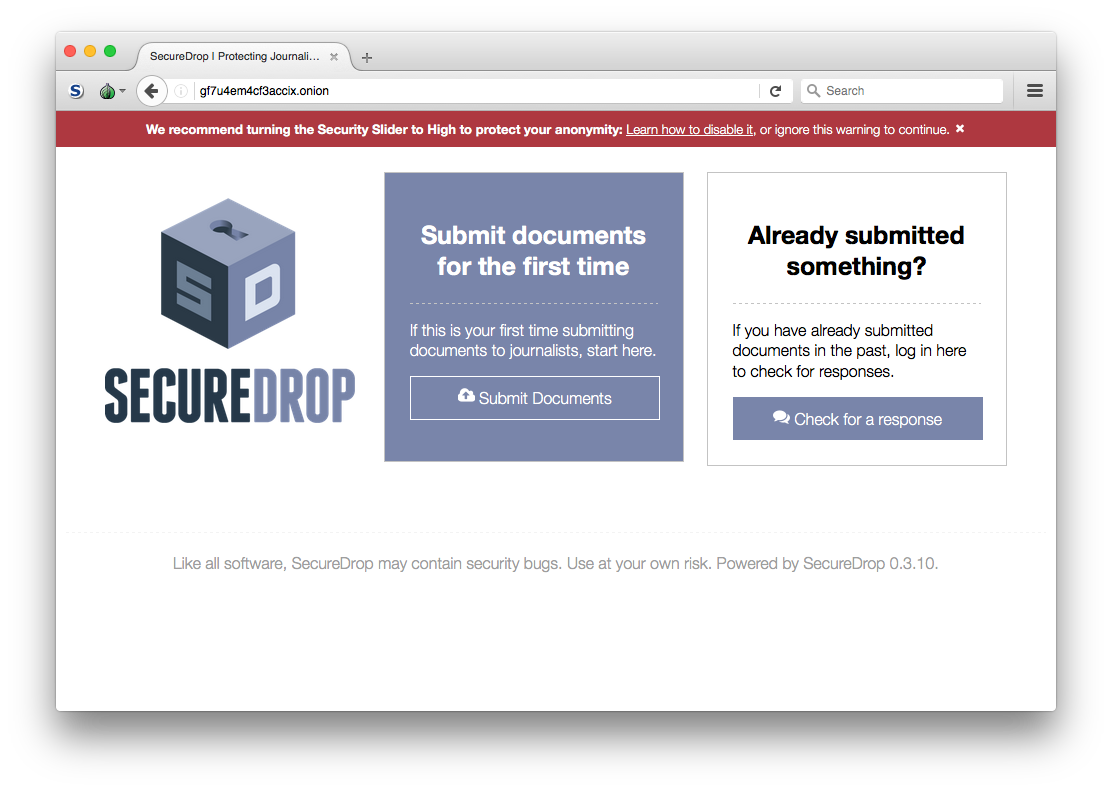 SecureDrop | Protecting Journali...
gf7u4em4cf3accix.onion
Search
We recommend turning the Security Slider to High to protect your anonymity: Learn how to disable it, or ignore this warning to continue.
S D
SECUREDROP
Submit documents
for the first time
If this is your first time submitting
documents to journalists, start here.
Submit Documents
Already submitted
something?
If you have already submitted
documents in the past, log in here
to check for responses.
Check for a response
Like all software, SecureDrop may contain security bugs. Use at your own risk. Powered by SecureDrop 0.3.10.